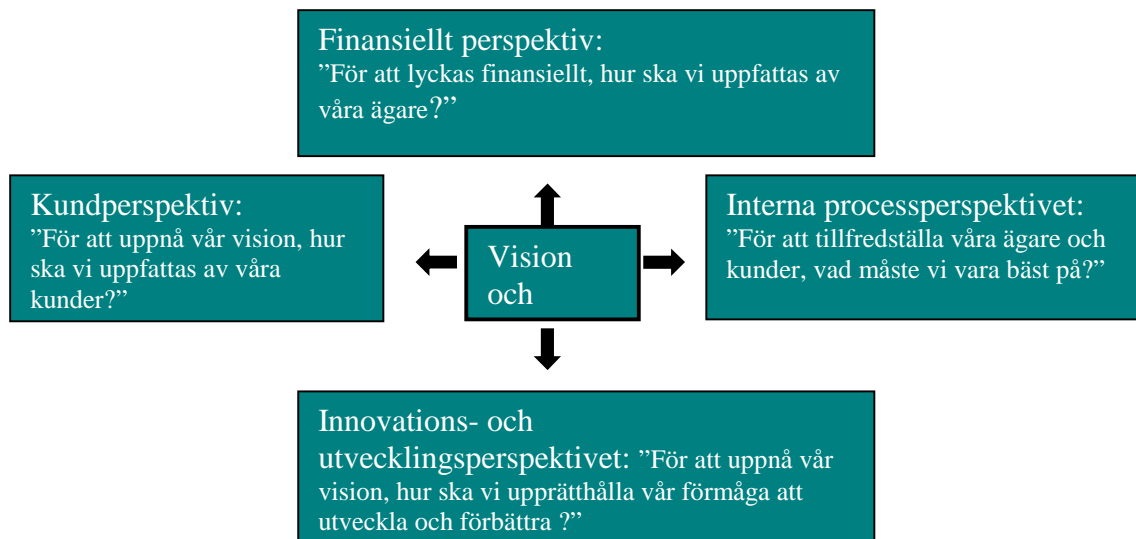 Finansiellt perspektiv:
”För att lyckas finansiellt, hur ska vi uppfattas av
våra ägare?”
Kundperspektiv:
”För att uppnå vår vision, hur
ska vi uppfattas av våra
kunder?”
Vision
och
Interna processperspektivet:
”För att tillfredställa våra ägare och
kunder, vad måste vi vara bäst på?”
Innovations- och
utvecklingsperspektivet: ”För att uppnå vår
vision, hur ska vi upprätthålla vår förmåga att
utveckla och förbättra ?”